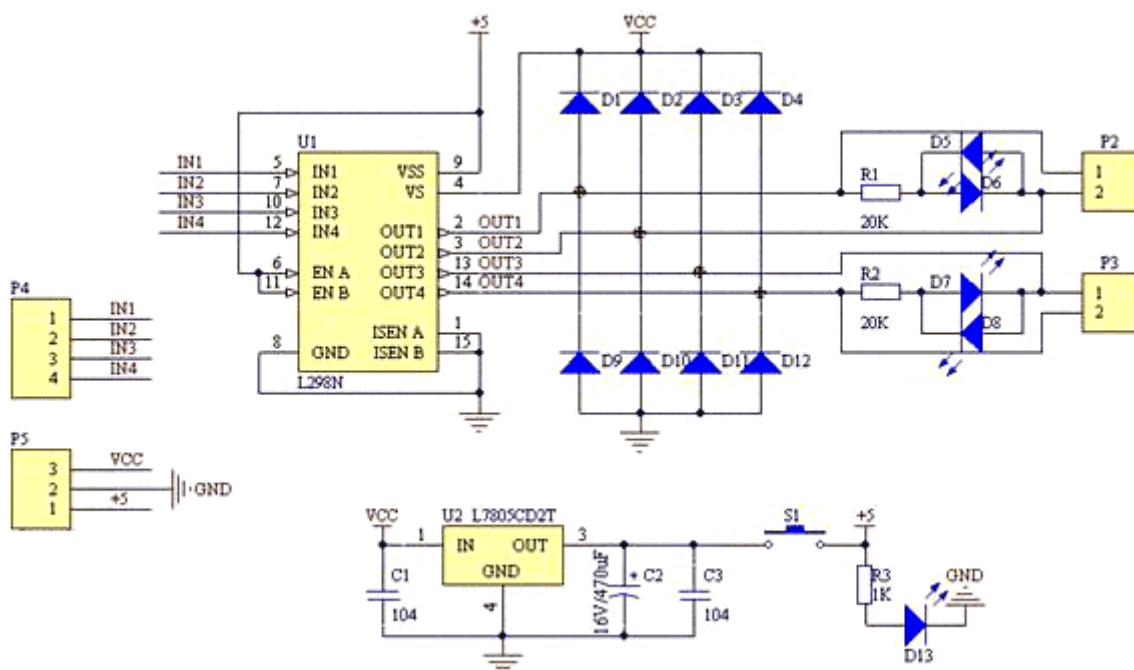 +5
VCC
D1
D2
D3
D4
U1
IN1 5 IN1
IN2 7 IN2
IN3 10 IN3
IN4 12 IN4
6 EN A
11 EN B
8 GND
VSS 9
VS 4
OUT1 2 OUT1
OUT2 3 OUT2
OUT3 13 OUT3
OUT4 14 OUT4
ISEN A 1
ISEN B 15
L298N
D5
D6
R1
20K
P2
1
2
R2
20K
D7
D8
P3
1
2
D9
D10
D11
D12
P4
1 IN1
2 IN2
3 IN3
4 IN4
P5
3 VCC
2 GND
1 +5
VCC
U2 L7805CD2T
1 IN OUT 3
GND
4
C1
104
16V/470uF
+ C2
C3
104
S1
+5
R3
1K
GND
D13